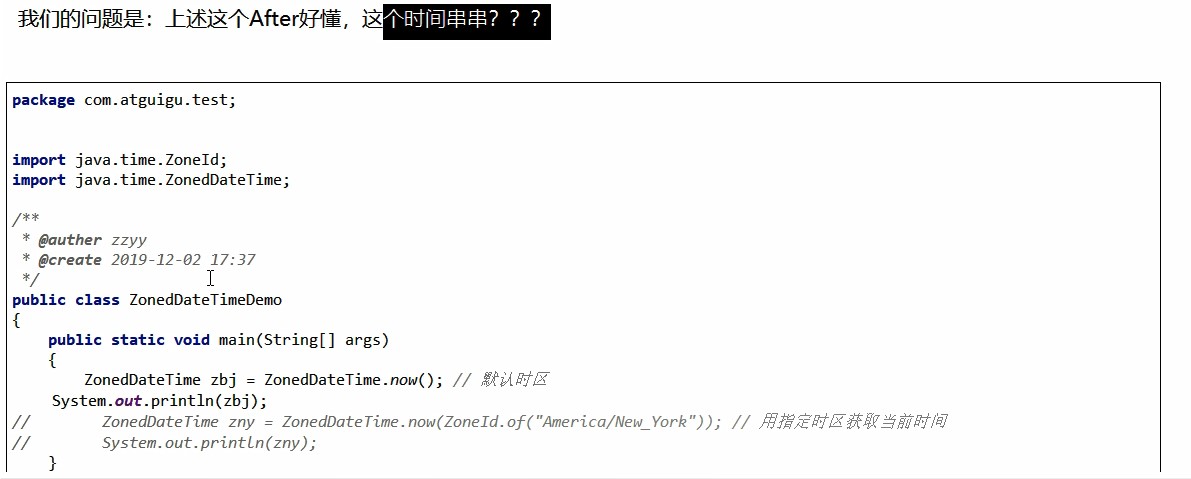 我们的问题是：上述这个After好懂，这个时间串串？？？
package com.atguigu.test;
import java.time.ZoneId;
import java.time.ZonedDateTime;
/**
 * @auther zzyy
 * @create 2019-12-02 17:37
 */
public class ZonedDateTimeDemo
{
    public static void main(String[] args)
    {
        ZonedDateTime zbj = ZonedDateTime.now(); // 默认时区
    System.out.println(zbj);
//        ZonedDateTime zny = ZonedDateTime.now(ZoneId.of("America/New_York")); // 用指定时区获取当前时间
//        System.out.println(zny);
    }